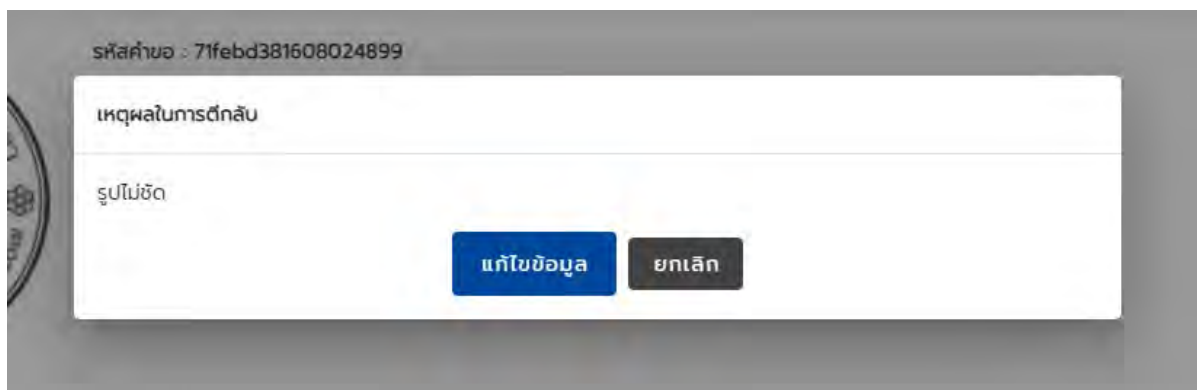 รหัสคำขอ : 71febd381608024899
เหตุผลในการตีกลับ
รูปไม่ชัด
แก้ไขข้อมูล ยกเลิก